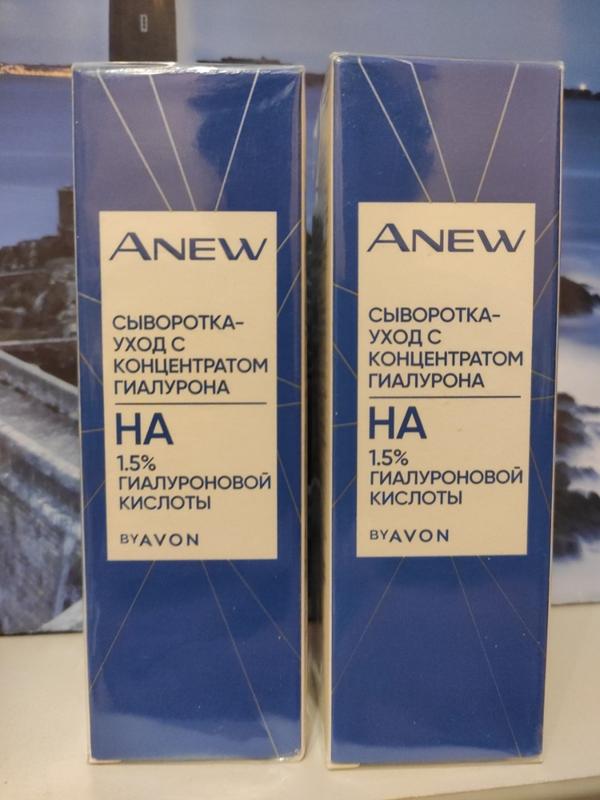 ANEW
СЫВОРОТКА-
УХОД С
КОНЦЕНТРАТОМ
ГИАЛУРОНА
HA
1.5%
ГИАЛУРОНОВОЙ
КИСЛОТЫ
BY AVON
ANEW
СЫВОРОТКА-
УХОД С
КОНЦЕНТРАТОМ
ГИАЛУРОНА
HA
1.5%
ГИАЛУРОНОВОЙ
КИСЛОТЫ
BY AVON